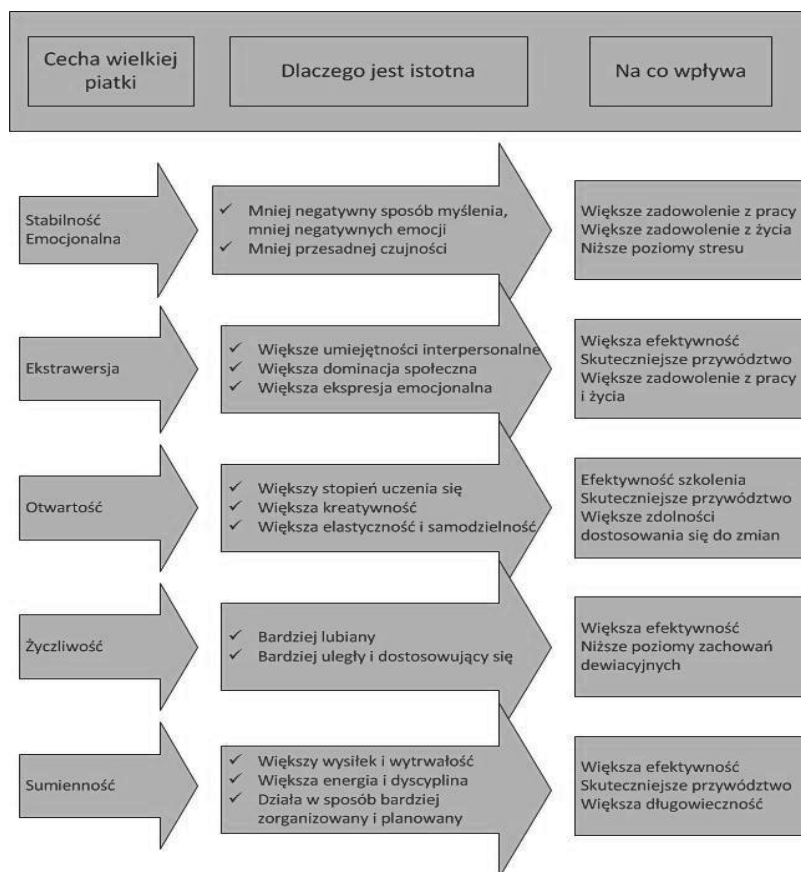 Cecha wielkiej
piatki
Dlaczego jest istotna
Na co wpływa
Stabilność
Emocjonalna
✓ Mniej negatywny sposób myślenia,
mniej negatywnych emocji
✓ Mniej przesadnej czujności
Większe zadowolenie z pracy
Większe zadowolenie z życia
Niższe poziomy stresu
Ekstrawersja
✓ Większe umiejętności interpersonalne
✓ Większa dominacja społeczna
✓ Większa ekspresja emocjonalna
Większa efektywność
Skuteczniejsze przywództwo
Większe zadowolenie z pracy
i życia
Otwartość
✓ Większy stopień uczenia się
✓ Większa kreatywność
✓ Większa elastyczność i samodzielność
Efektywność szkolenia
Skuteczniejsze przywództwo
Większe zdolności
dostosowania się do zmian
Życzliwość
✓ Bardziej lubiany
✓ Bardziej uległy i dostosowujący się
Większa efektywność
Niższe poziomy zachowań
dewiacyjnych
Sumienność
✓ Większy wysiłek i wytrwałość
✓ Większa energia i dyscyplina
✓ Działa w sposób bardziej
zorganizowany i planowany
Większa efektywność
Skuteczniejsze przywództwo
Większa długowieczność